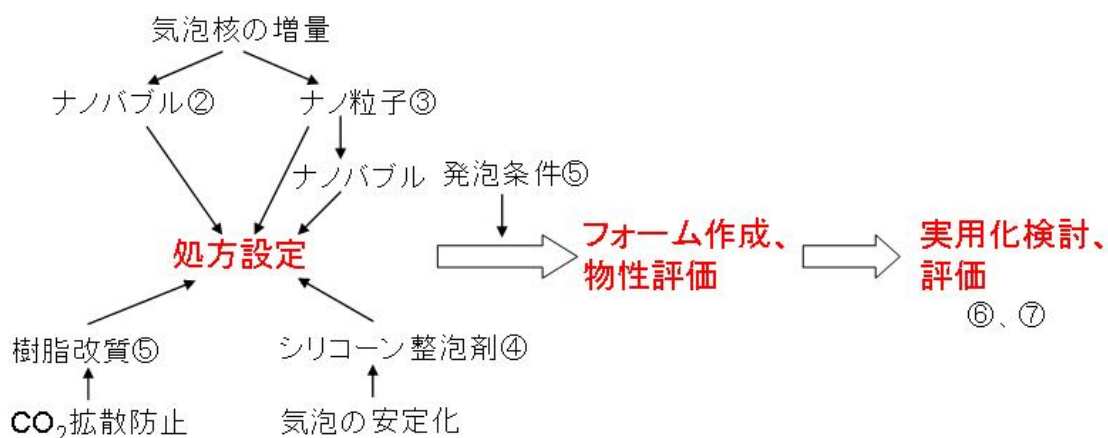 気泡核の増量
ナノバブル②
ナノ粒子③
ナノバブル
発泡条件⑤
処方設定
フォーム作成、
物性評価
実用化検討、
評価
⑥、⑦
樹脂改質⑤
シリコーン整泡剤④
CO₂拡散防止
気泡の安定化